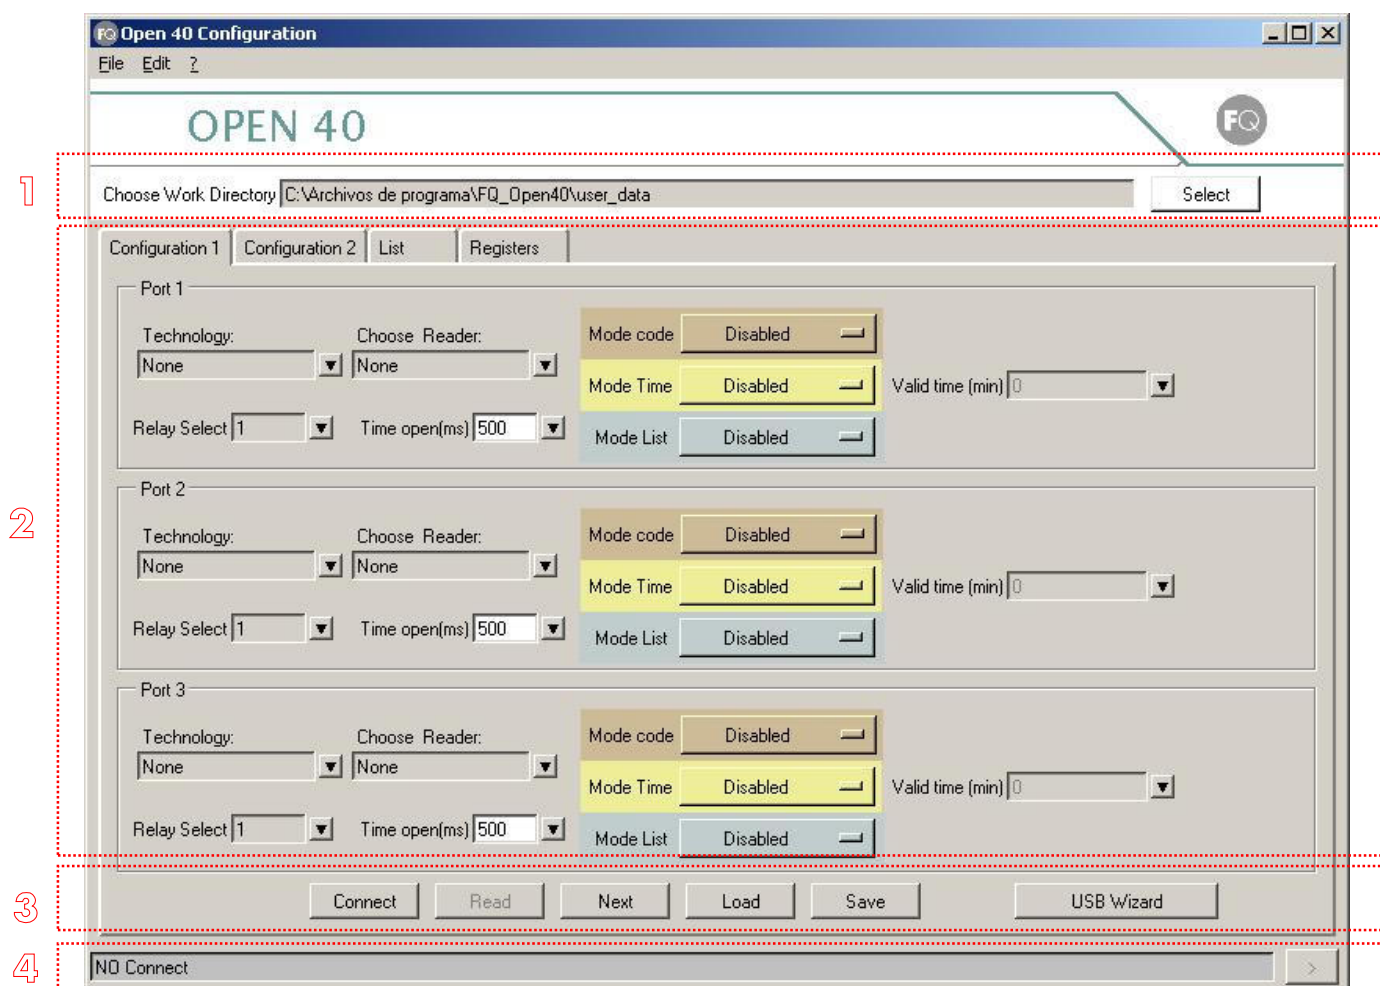 FQ Open 40 Configuration
File Edit ?
OPEN 40
FQ
1
Choose Work Directory C:\Archivos de programa\FQ_Open40\user_data Select
Configuration 1 Configuration 2 List Registers
Port 1
Technology: Choose Reader: Mode code Disabled
None None
Mode Time Disabled Valid time (min) 0
Relay Select 1 Time open(ms) 500 Mode List Disabled
2
Port 2
Technology: Choose Reader: Mode code Disabled
None None
Mode Time Disabled Valid time (min) 0
Relay Select 1 Time open(ms) 500 Mode List Disabled
Port 3
Technology: Choose Reader: Mode code Disabled
None None
Mode Time Disabled Valid time (min) 0
Relay Select 1 Time open(ms) 500 Mode List Disabled
3
Connect Read Next Load Save USB Wizard
4
NO Connect >